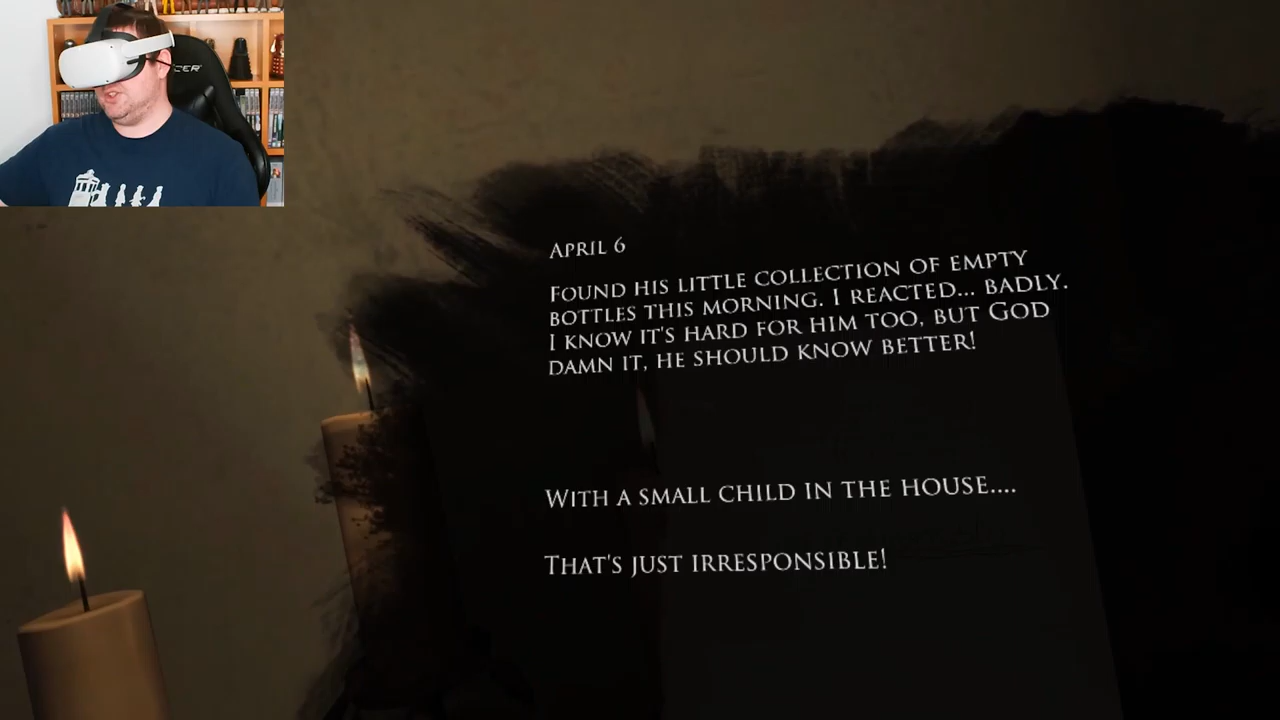 CER
APRIL 6
FOUND HIS LITTLE COLLECTION OF EMPTY
BOTTLES THIS MORNING. I REACTED... BADLY.
I KNOW IT'S HARD FOR HIM TOO, BUT GOD
DAMN IT, HE SHOULD KNOW BETTER!
WITH A SMALL CHILD IN THE HOUSE....
THAT'S JUST IRRESPONSIBLE!